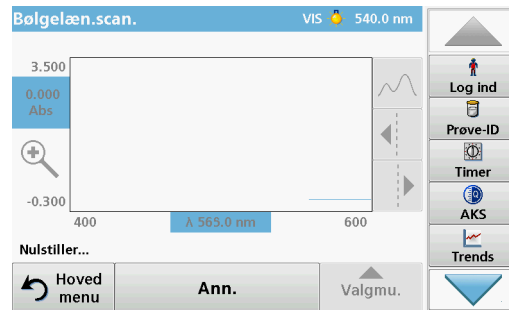 Bølgelæn.scan.
VIS 540.0 nm
3.500
0.000
Abs
-0.300
400
λ 565.0 nm
600
Nulstiller...
Hoved
menu
Ann.
Valgmu.
Log ind
Prøve-ID
Timer
AKS
Trends